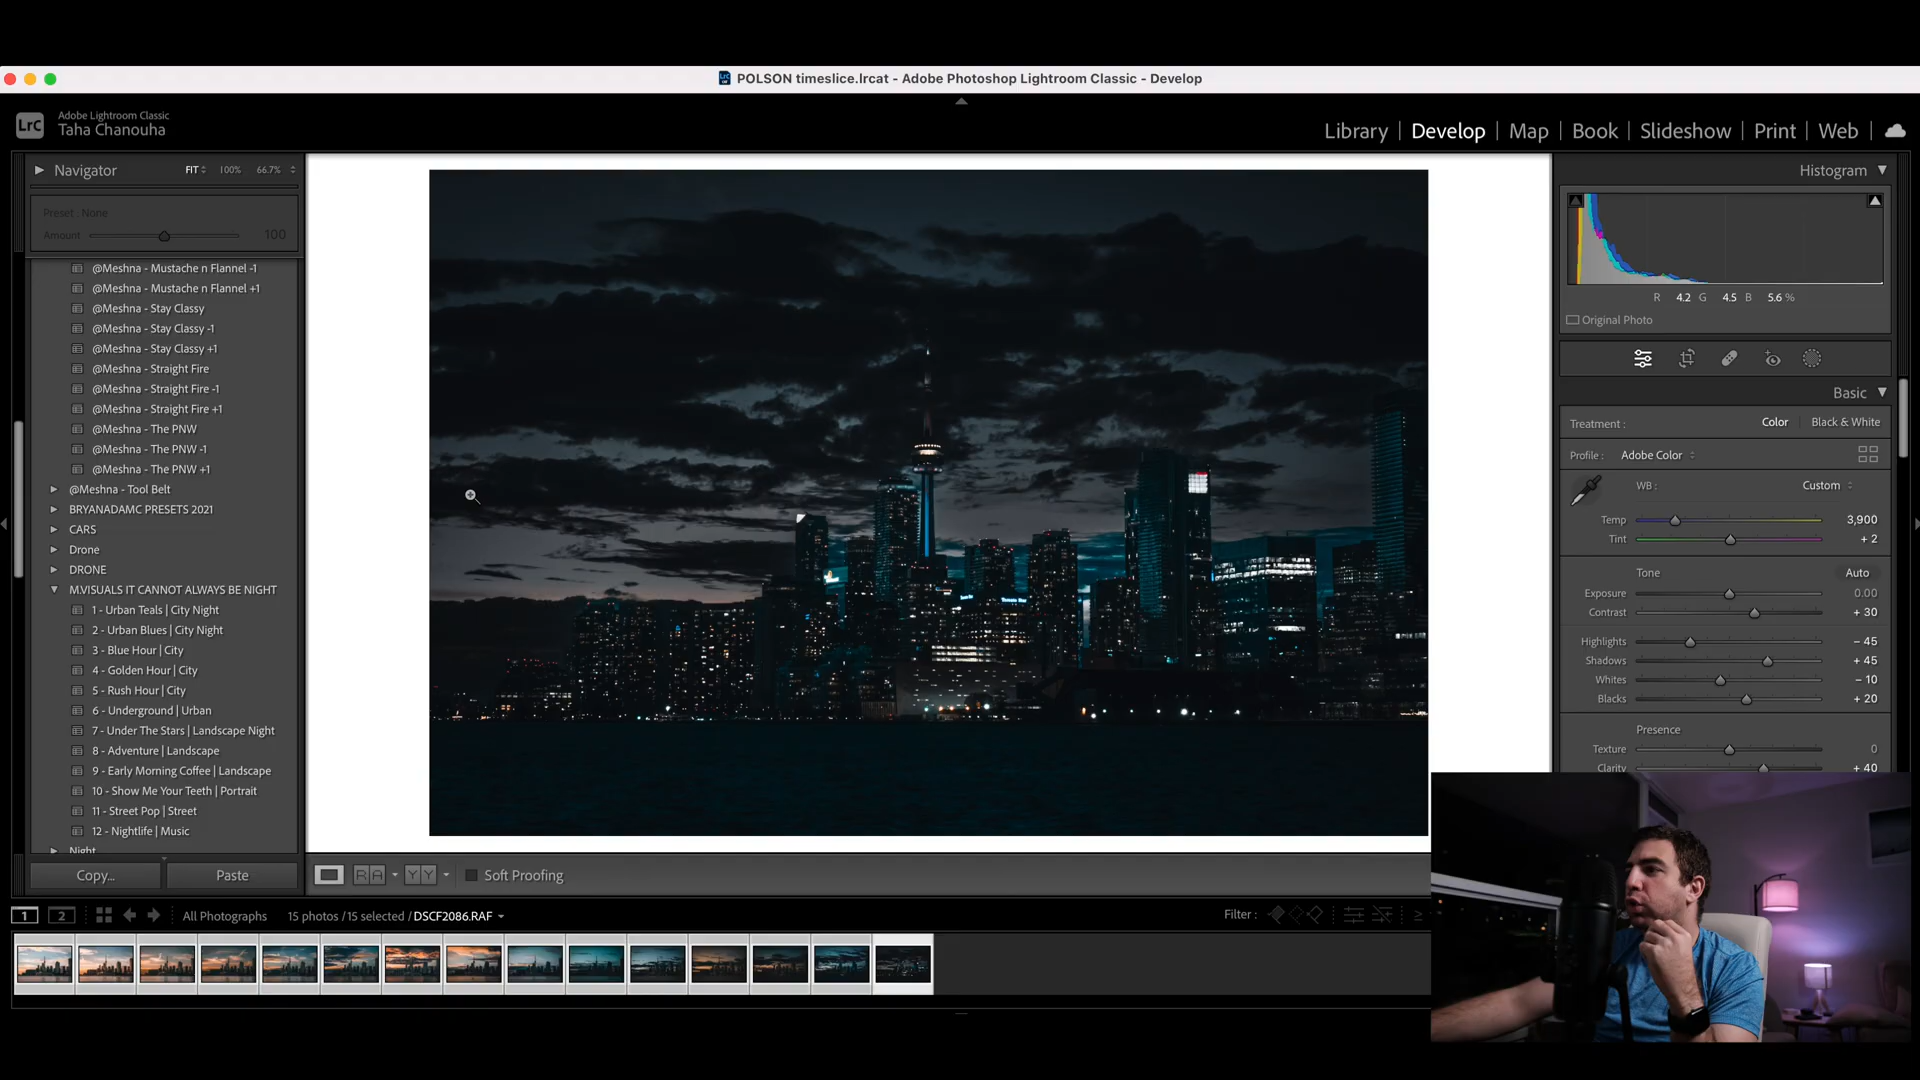 POLSON timeslice.lrcat - Adobe Photoshop Lightroom Classic - Develop
LrC
Adobe Lightroom Classic
Taha Chanouha
Library | Develop | Map | Book | Slideshow | Print | Web
Navigator
FIT
100%
66.7%
Preset : None
Amount
100
@Meshna - Mustache n Flannel -1
@Meshna - Mustache n Flannel +1
@Meshna - Stay Classy
@Meshna - Stay Classy -1
@Meshna - Stay Classy +1
@Meshna - Straight Fire
@Meshna - Straight Fire -1
@Meshna - Straight Fire +1
@Meshna - The PNW
@Meshna - The PNW -1
@Meshna - The PNW +1
@Meshna - Tool Belt
BRYANADAMC PRESETS 2021
CARS
Drone
DRONE
M.VISUALS IT CANNOT ALWAYS BE NIGHT
1 - Urban Teals | City Night
2 - Urban Blues | City Night
3 - Blue Hour | City
4 - Golden Hour | City
5 - Rush Hour | City
6 - Underground | Urban
7 - Under The Stars | Landscape Night
8 - Adventure | Landscape
9 - Early Morning Coffee | Landscape
10 - Show Me Your Teeth | Portrait
11 - Street Pop | Street
12 - Nightlife | Music
Night
Copy...
Paste
Histogram
R 4.2 G 4.5 B 5.6 %
Original Photo
Basic
Treatment :
Color
Black & White
Profile :
Adobe Color
WB :
Custom
Temp
3,900
Tint
+ 2
Tone
Auto
Exposure
0.00
Contrast
+ 30
Highlights
− 45
Shadows
+ 45
Whites
− 10
Blacks
+ 20
Presence
Texture
0
Clarity
+ 40
R A
Y Y
Soft Proofing
1
2
All Photographs
15 photos / 15 selected / DSCF2086.RAF
Filter :
≥